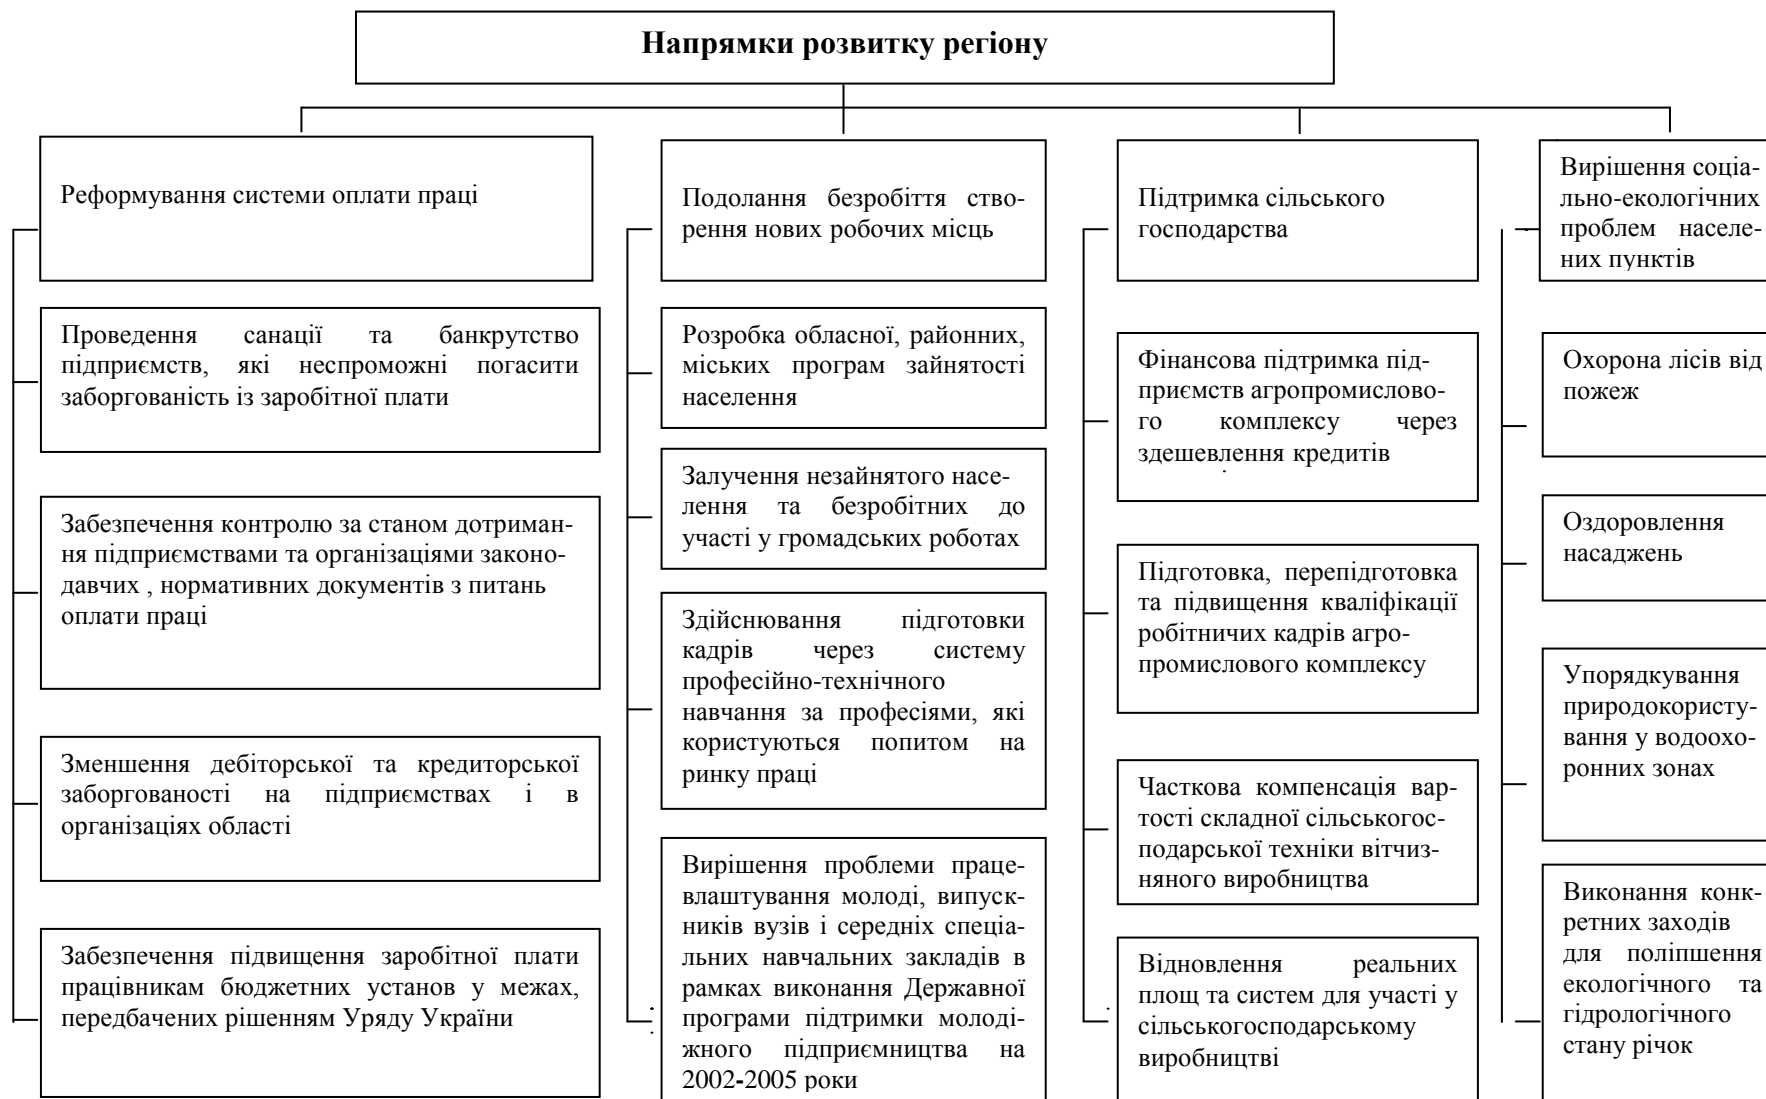 Напрямки розвитку регіону
Реформування системи оплати праці
Проведення санації та банкрутство
підприємств, які неспроможні погасити
заборгованість із заробітної плати
Забезпечення контролю за станом дотриман-
ня підприємствами та організаціями законо-
давчих , нормативних документів з питань
оплати праці
Зменшення дебіторської та кредиторської
заборгованості на підприємствах і в
організаціях області
Забезпечення підвищення заробітної плати
працівникам бюджетних установ у межах,
передбачених рішенням Уряду України
Подолання безробіття ство-
рення нових робочих місць
Розробка обласної, районних,
міських програм зайнятості
населення
Залучення незайнятого насе-
лення та безробітних до
участі у громадських роботах
Здійснювання підготовки
кадрів через систему
професійно-технічного
навчання за професіями, які
користуються попитом на
ринку праці
Вирішення проблеми праце-
влаштування молоді, випуск-
ників вузів і середніх спеціа-
льних навчальних закладів в
рамках виконання Державної
програми підтримки молоді-
жного підприємництва на
2002-2005 роки
Підтримка сільського
господарства
Фінансова підтримка під-
приємств агропромислово-
го комплексу через
здешевлення кредитів
Підготовка, перепідготовка
та підвищення кваліфікації
робітничих кадрів агро-
промислового комплексу
Часткова компенсація вар-
тості складної сільськогос-
подарської техніки вітчиз-
няного виробництва
Відновлення реальних
площ та систем для участі у
сільськогосподарському
виробництві
Вирішення соціа-
льно-екологічних
проблем населе-
них пунктів
Охорона лісів від
пожеж
Оздоровлення
насаджень
Упорядкування
природокористу-
вання у водоохо-
ронних зонах
Виконання конк-
ретних заходів
для поліпшення
екологічного та
гідрологічного
стану річок